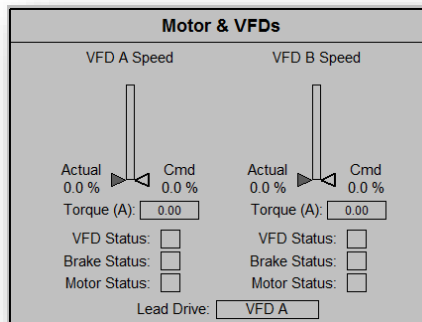 Motor & VFDs
VFD A Speed VFD B Speed
Actual Cmd Actual Cmd
0.0 % 0.0 % 0.0 % 0.0 %
Torque (A): 0.00 Torque (A): 0.00
VFD Status: VFD Status:
Brake Status: Brake Status:
Motor Status: Motor Status:
Lead Drive: VFD A